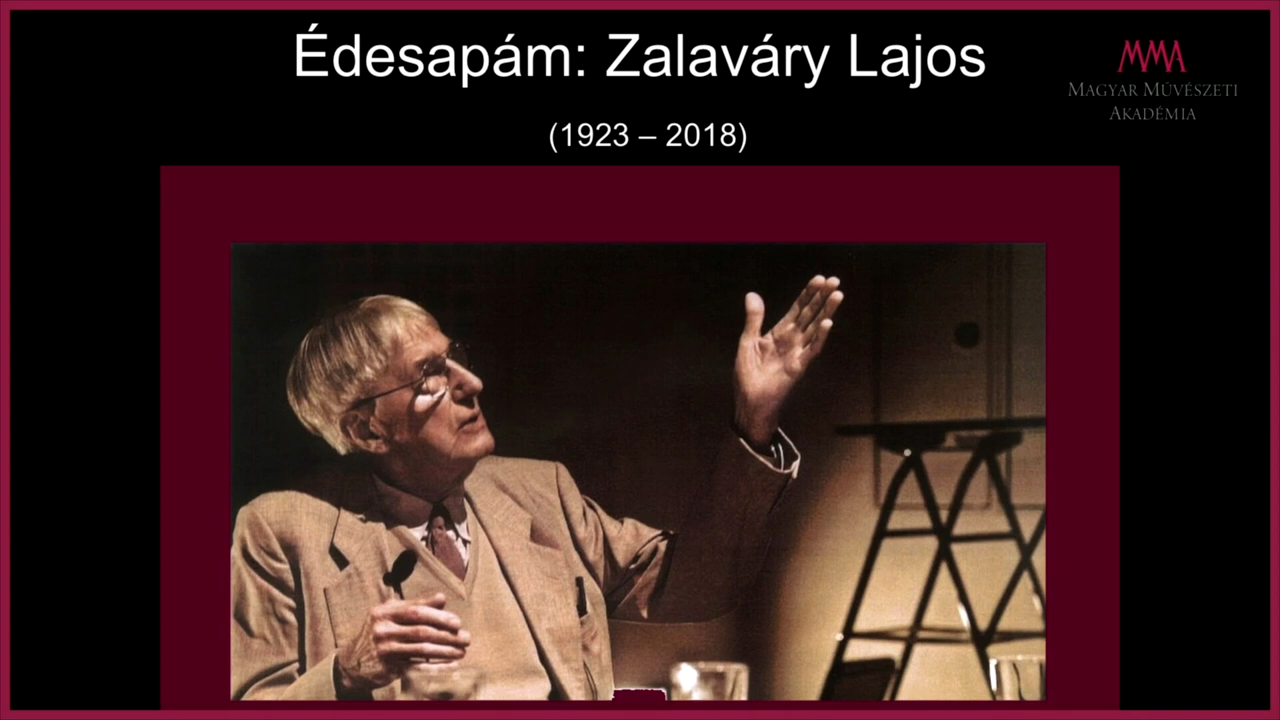 Édesapám: Zalaváry Lajos
(1923 – 2018)
MMA
MAGYAR MŰVÉSZETI
AKADÉMIA